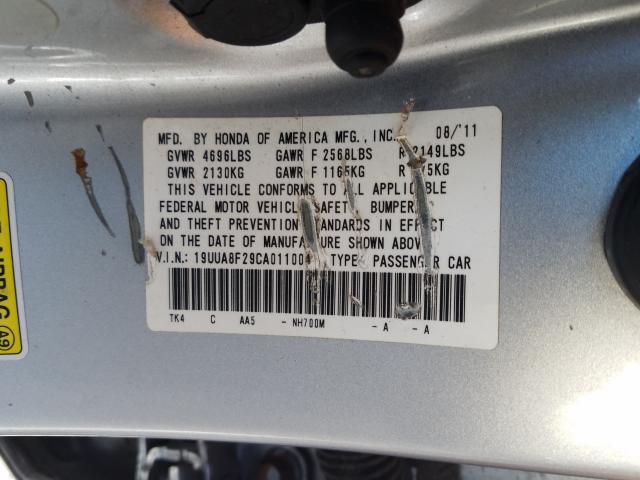 MFD. BY HONDA OF AMERICA MFG., INC. 08/'11
GVWR 4696LBS GAWR F 2568LBS R 2149LBS
GVWR 2130KG GAWR F 1165KG
THIS VEHICLE CONFORMS TO ALL APPLICABLE
FEDERAL MOTOR VEHICLE SAFETY, BUMPER,
AND THEFT PREVENTION STANDARDS IN EFFECT
ON THE DATE OF MANUFACTURE SHOWN ABOVE.
V.I.N.: 19UUA8F29CA01100 TYPE: PASSENGER CAR
TK4 C AA5 - NH700M - A - A
AIRBAG
A9